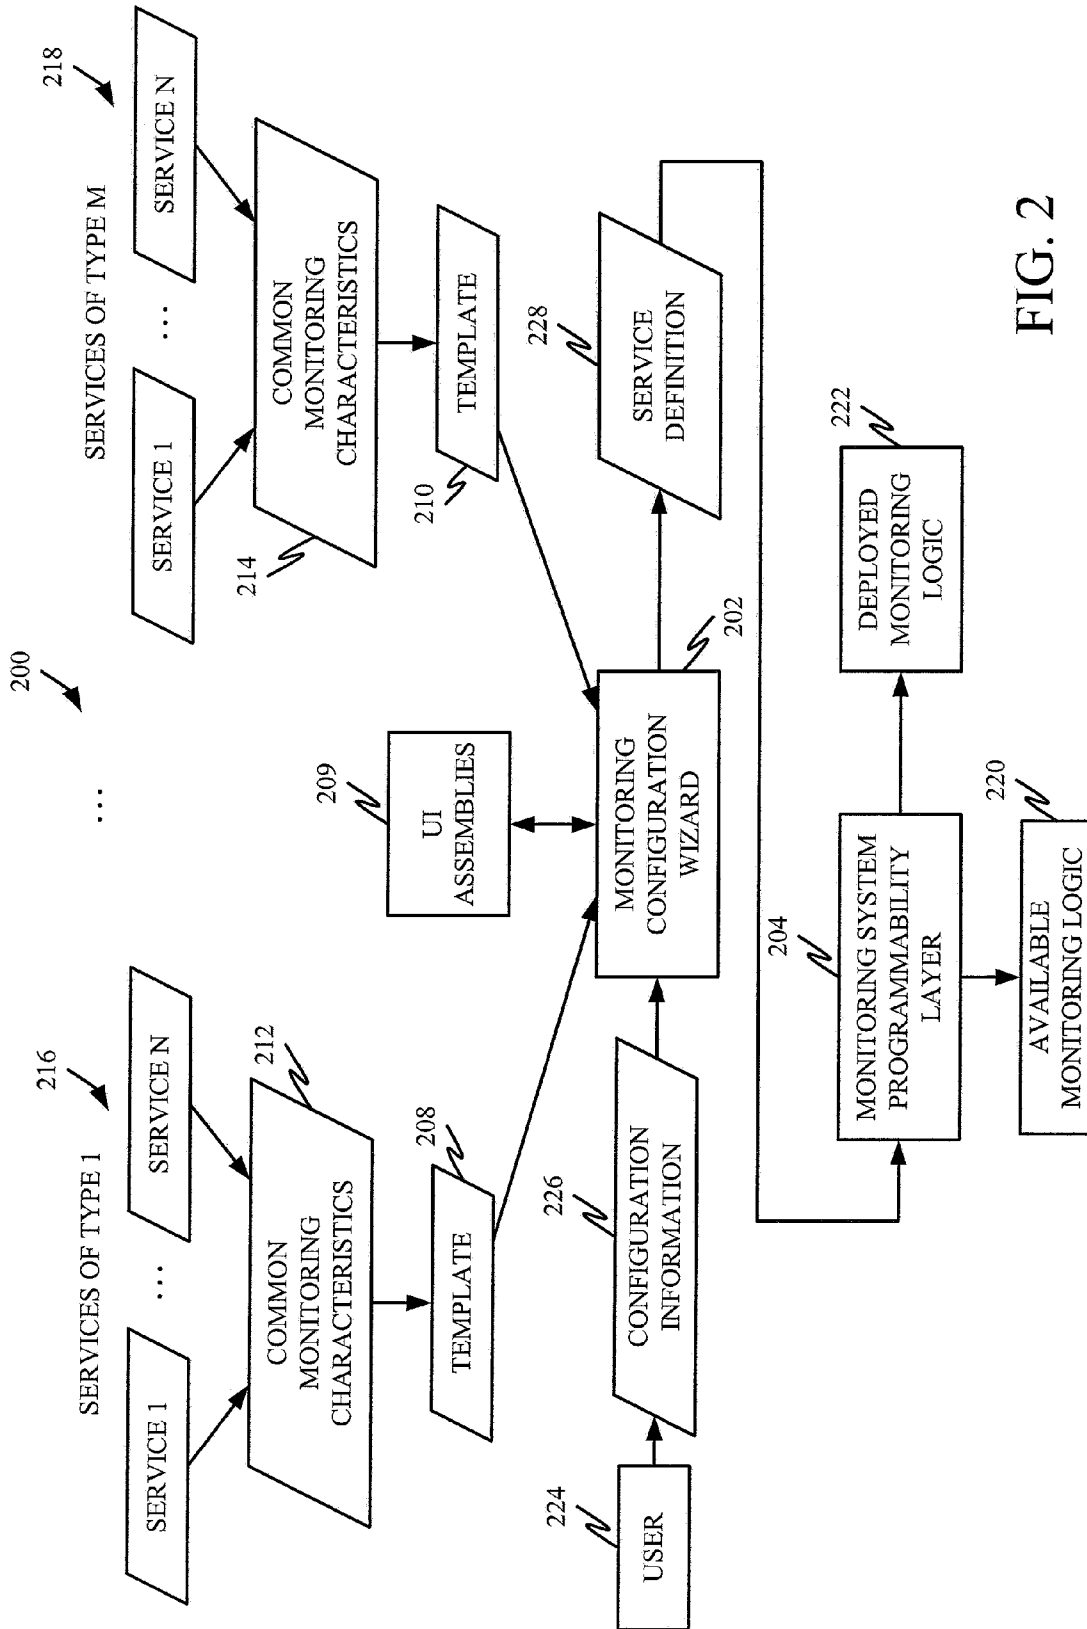 200
SERVICES OF TYPE 1
216
SERVICE 1
...
SERVICE N
...
SERVICES OF TYPE M
218
SERVICE 1
...
SERVICE N
COMMON
MONITORING
CHARACTERISTICS
212
COMMON
MONITORING
CHARACTERISTICS
214
TEMPLATE
208
UI
ASSEMBLIES
209
TEMPLATE
210
USER
224
CONFIGURATION
INFORMATION
226
MONITORING
CONFIGURATION
WIZARD
202
SERVICE
DEFINITION
228
MONITORING SYSTEM
PROGRAMMABILITY
LAYER
204
DEPLOYED
MONITORING
LOGIC
222
AVAILABLE
MONITORING LOGIC
220
FIG. 2